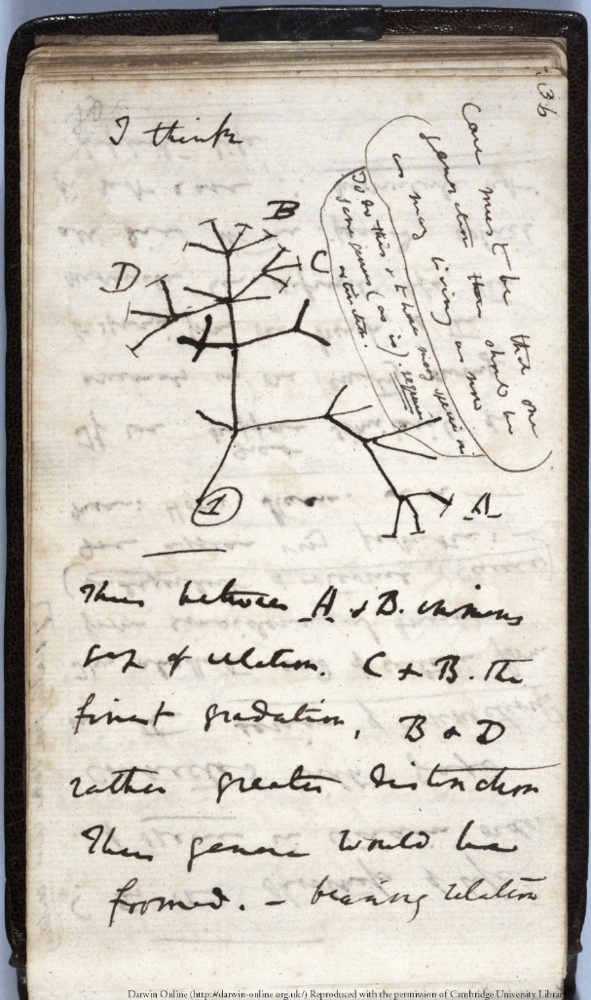 36
I think
Case must be that one
generation then should be
as many living as now
To do this & to have many species in
same genus (as is). requires
extinction.
B
C
D
A
1
Thus between A & B. immense
gap of relation. C & B. the
finest gradation, B & D
rather greater distinction
Thus genera would be
formed. — bearing relation
Darwin Online (http://darwin-online.org.uk/) Reproduced with the permission of Cambridge University Librar